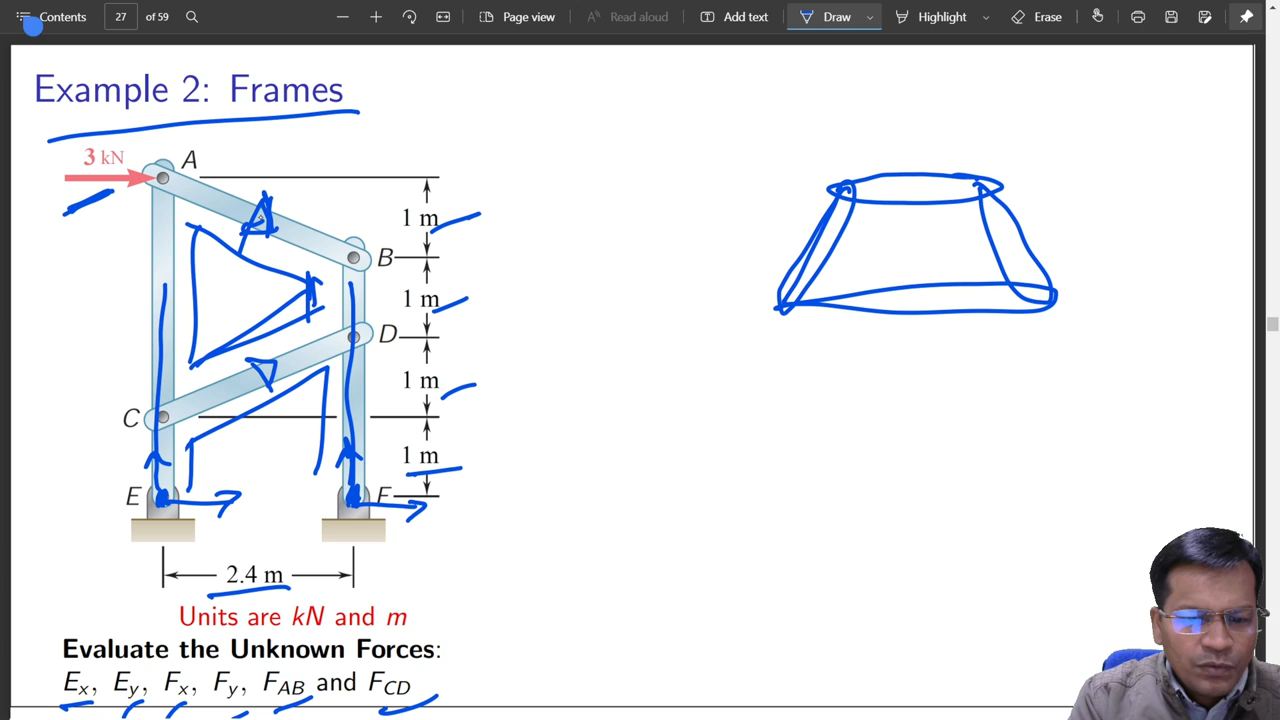 Contents 27 of 59 Page view Read aloud Add text Draw Highlight Erase
Example 2: Frames
3 kN A
1 m
B
1 m
D
1 m
C
1 m
E F
2.4 m
Units are kN and m
Evaluate the Unknown Forces:
Ex, Ey, Fx, Fy, FAB and FCD